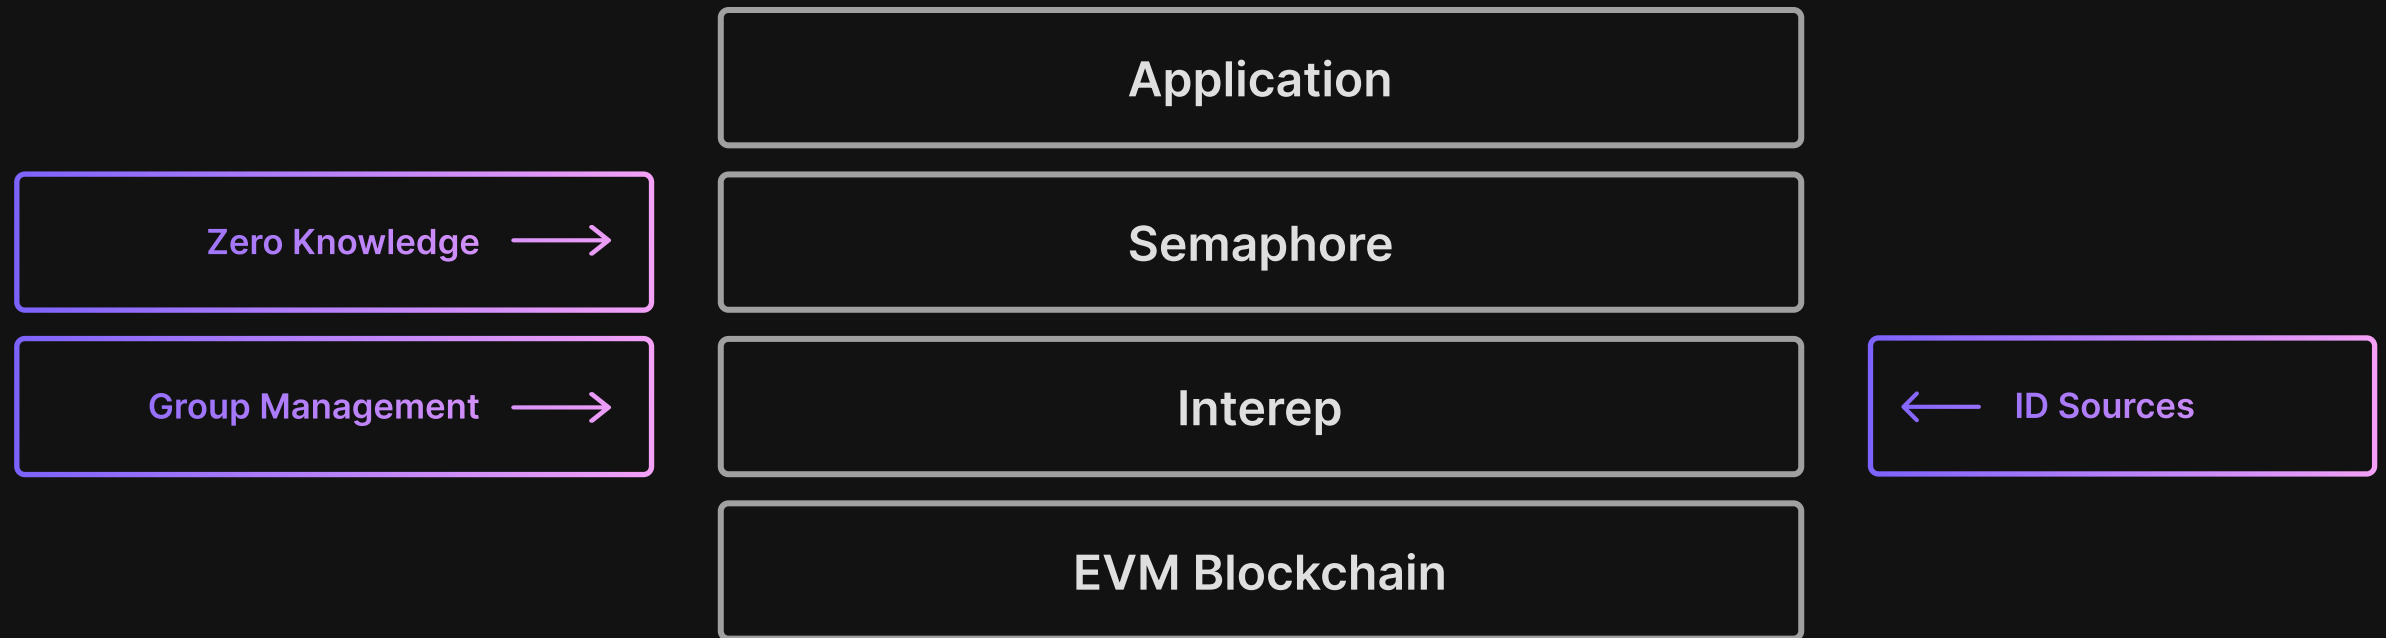 Application
Zero Knowledge
Semaphore
Group Management
Interep
ID Sources
EVM Blockchain